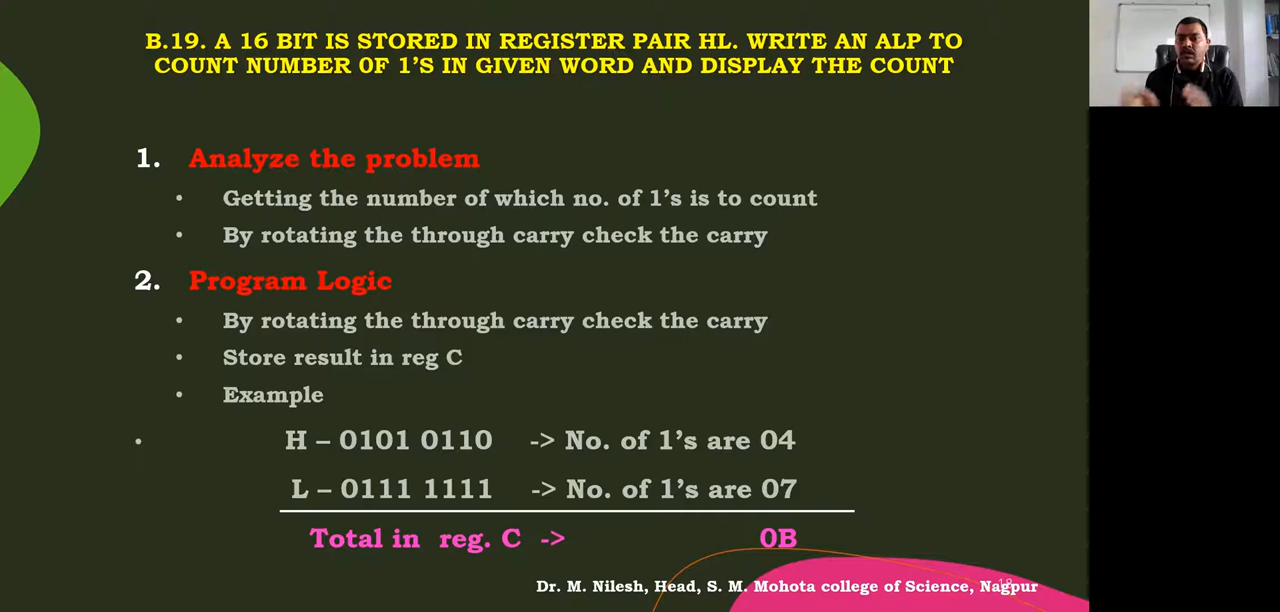 B.19. A 16 BIT IS STORED IN REGISTER PAIR HL. WRITE AN ALP TO
COUNT NUMBER 0F 1'S IN GIVEN WORD AND DISPLAY THE COUNT
1. Analyze the problem
• Getting the number of which no. of 1's is to count
• By rotating the through carry check the carry
2. Program Logic
• By rotating the through carry check the carry
• Store result in reg C
• Example
• H – 0101 0110 -> No. of 1's are 04
L – 0111 1111 -> No. of 1's are 07
Total in reg. C -> 0B
Dr. M. Nilesh, Head, S. M. Mohota college of Science, Nagpur